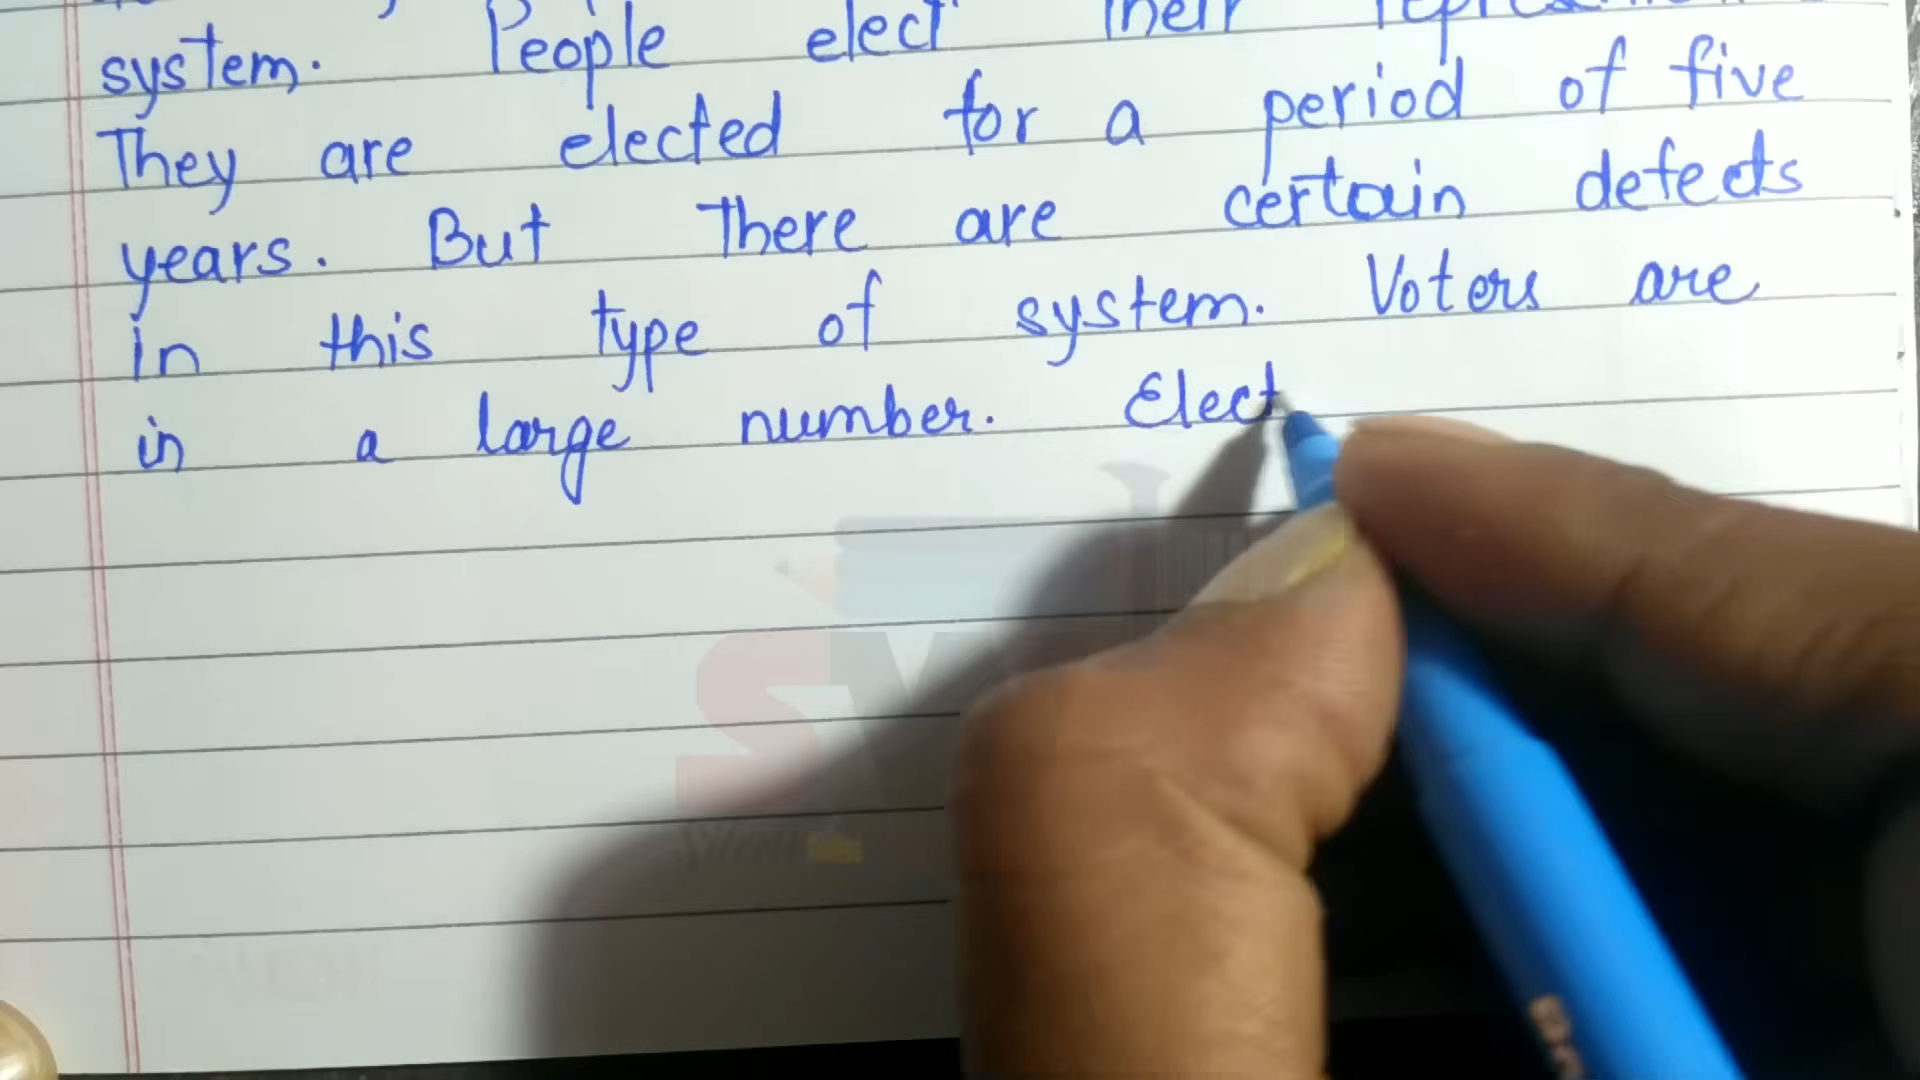 system. People elect their
They are elected for a period of five
years. But there are certain defects
in this type of system. Voters are
in a large number. Elect